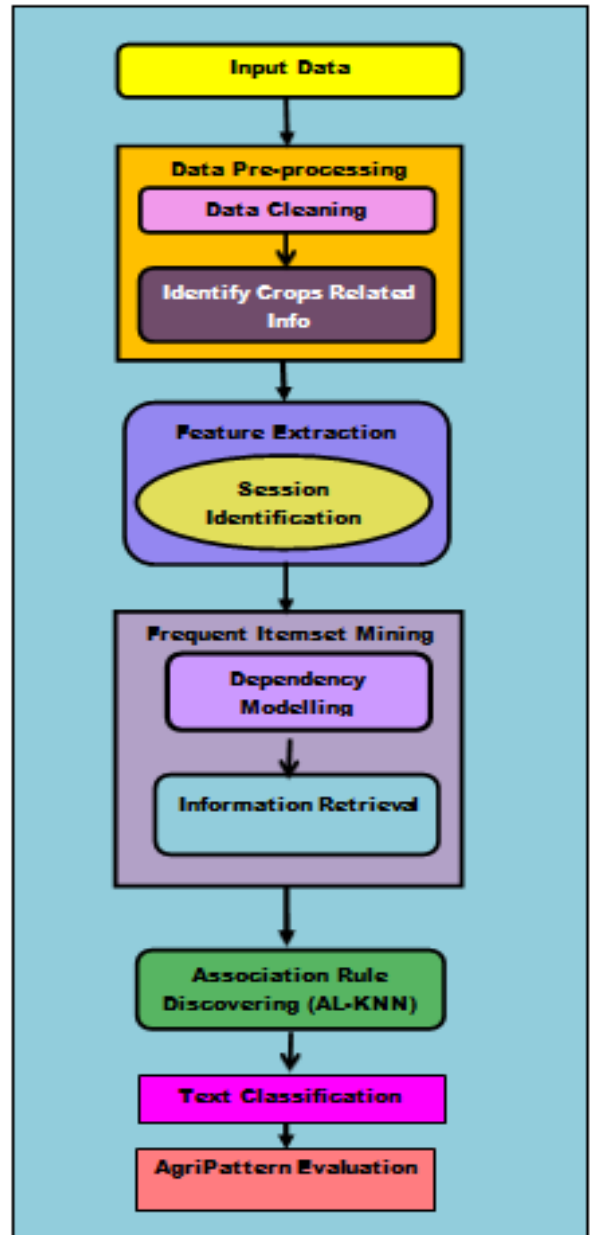 Input Data
Data Pre-processing
Data Cleaning
Identify Crops Related
Info
Feature Extraction
Session
Identification
Frequent Itemset Mining
Dependency
Modelling
Information Retrieval
Association Rule
Discovering (AL-KNN)
Text Classification
AgriPattern Evaluation